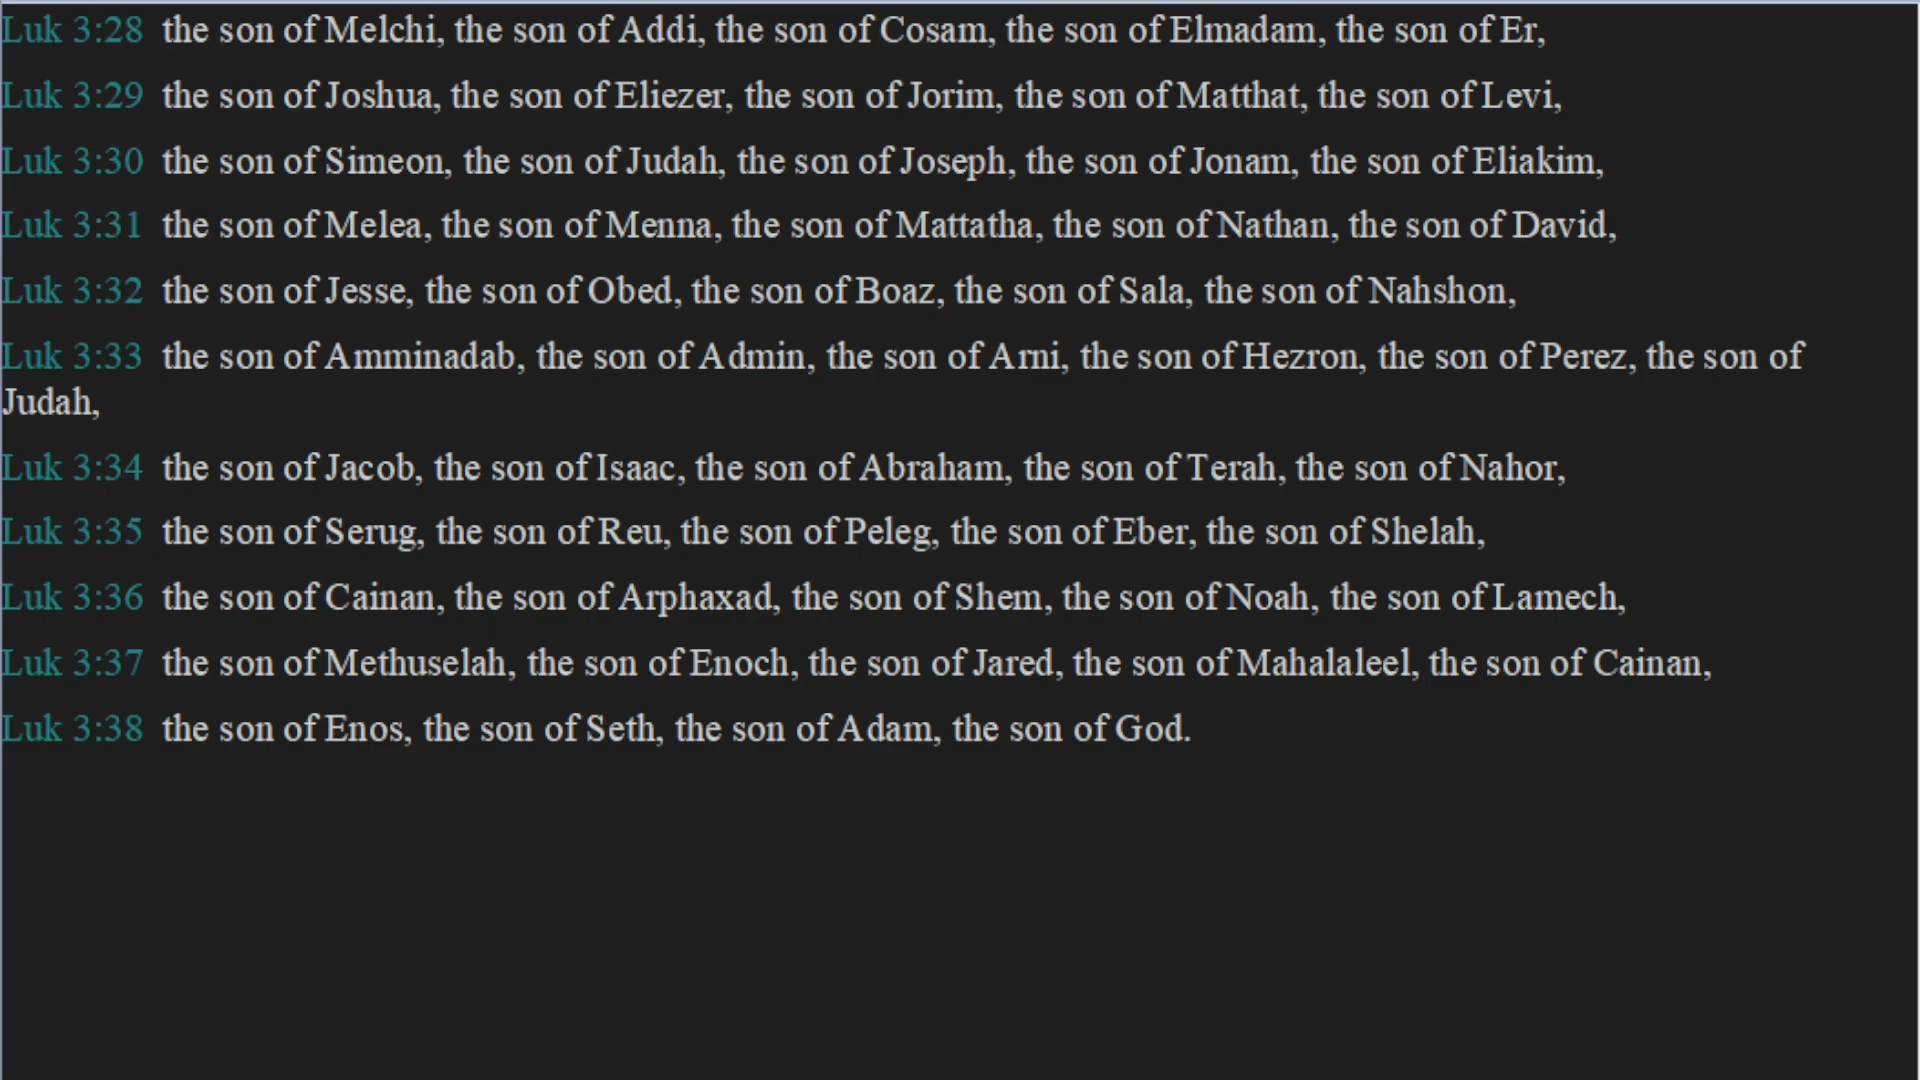 Luk 3:28 the son of Melchi, the son of Addi, the son of Cosam, the son of Elmadam, the son of Er,
Luk 3:29 the son of Joshua, the son of Eliezer, the son of Jorim, the son of Matthat, the son of Levi,
Luk 3:30 the son of Simeon, the son of Judah, the son of Joseph, the son of Jonam, the son of Eliakim,
Luk 3:31 the son of Melea, the son of Menna, the son of Mattatha, the son of Nathan, the son of David,
Luk 3:32 the son of Jesse, the son of Obed, the son of Boaz, the son of Sala, the son of Nahshon,
Luk 3:33 the son of Amminadab, the son of Admin, the son of Arni, the son of Hezron, the son of Perez, the son of
Judah,
Luk 3:34 the son of Jacob, the son of Isaac, the son of Abraham, the son of Terah, the son of Nahor,
Luk 3:35 the son of Serug, the son of Reu, the son of Peleg, the son of Eber, the son of Shelah,
Luk 3:36 the son of Cainan, the son of Arphaxad, the son of Shem, the son of Noah, the son of Lamech,
Luk 3:37 the son of Methuselah, the son of Enoch, the son of Jared, the son of Mahalaleel, the son of Cainan,
Luk 3:38 the son of Enos, the son of Seth, the son of Adam, the son of God.